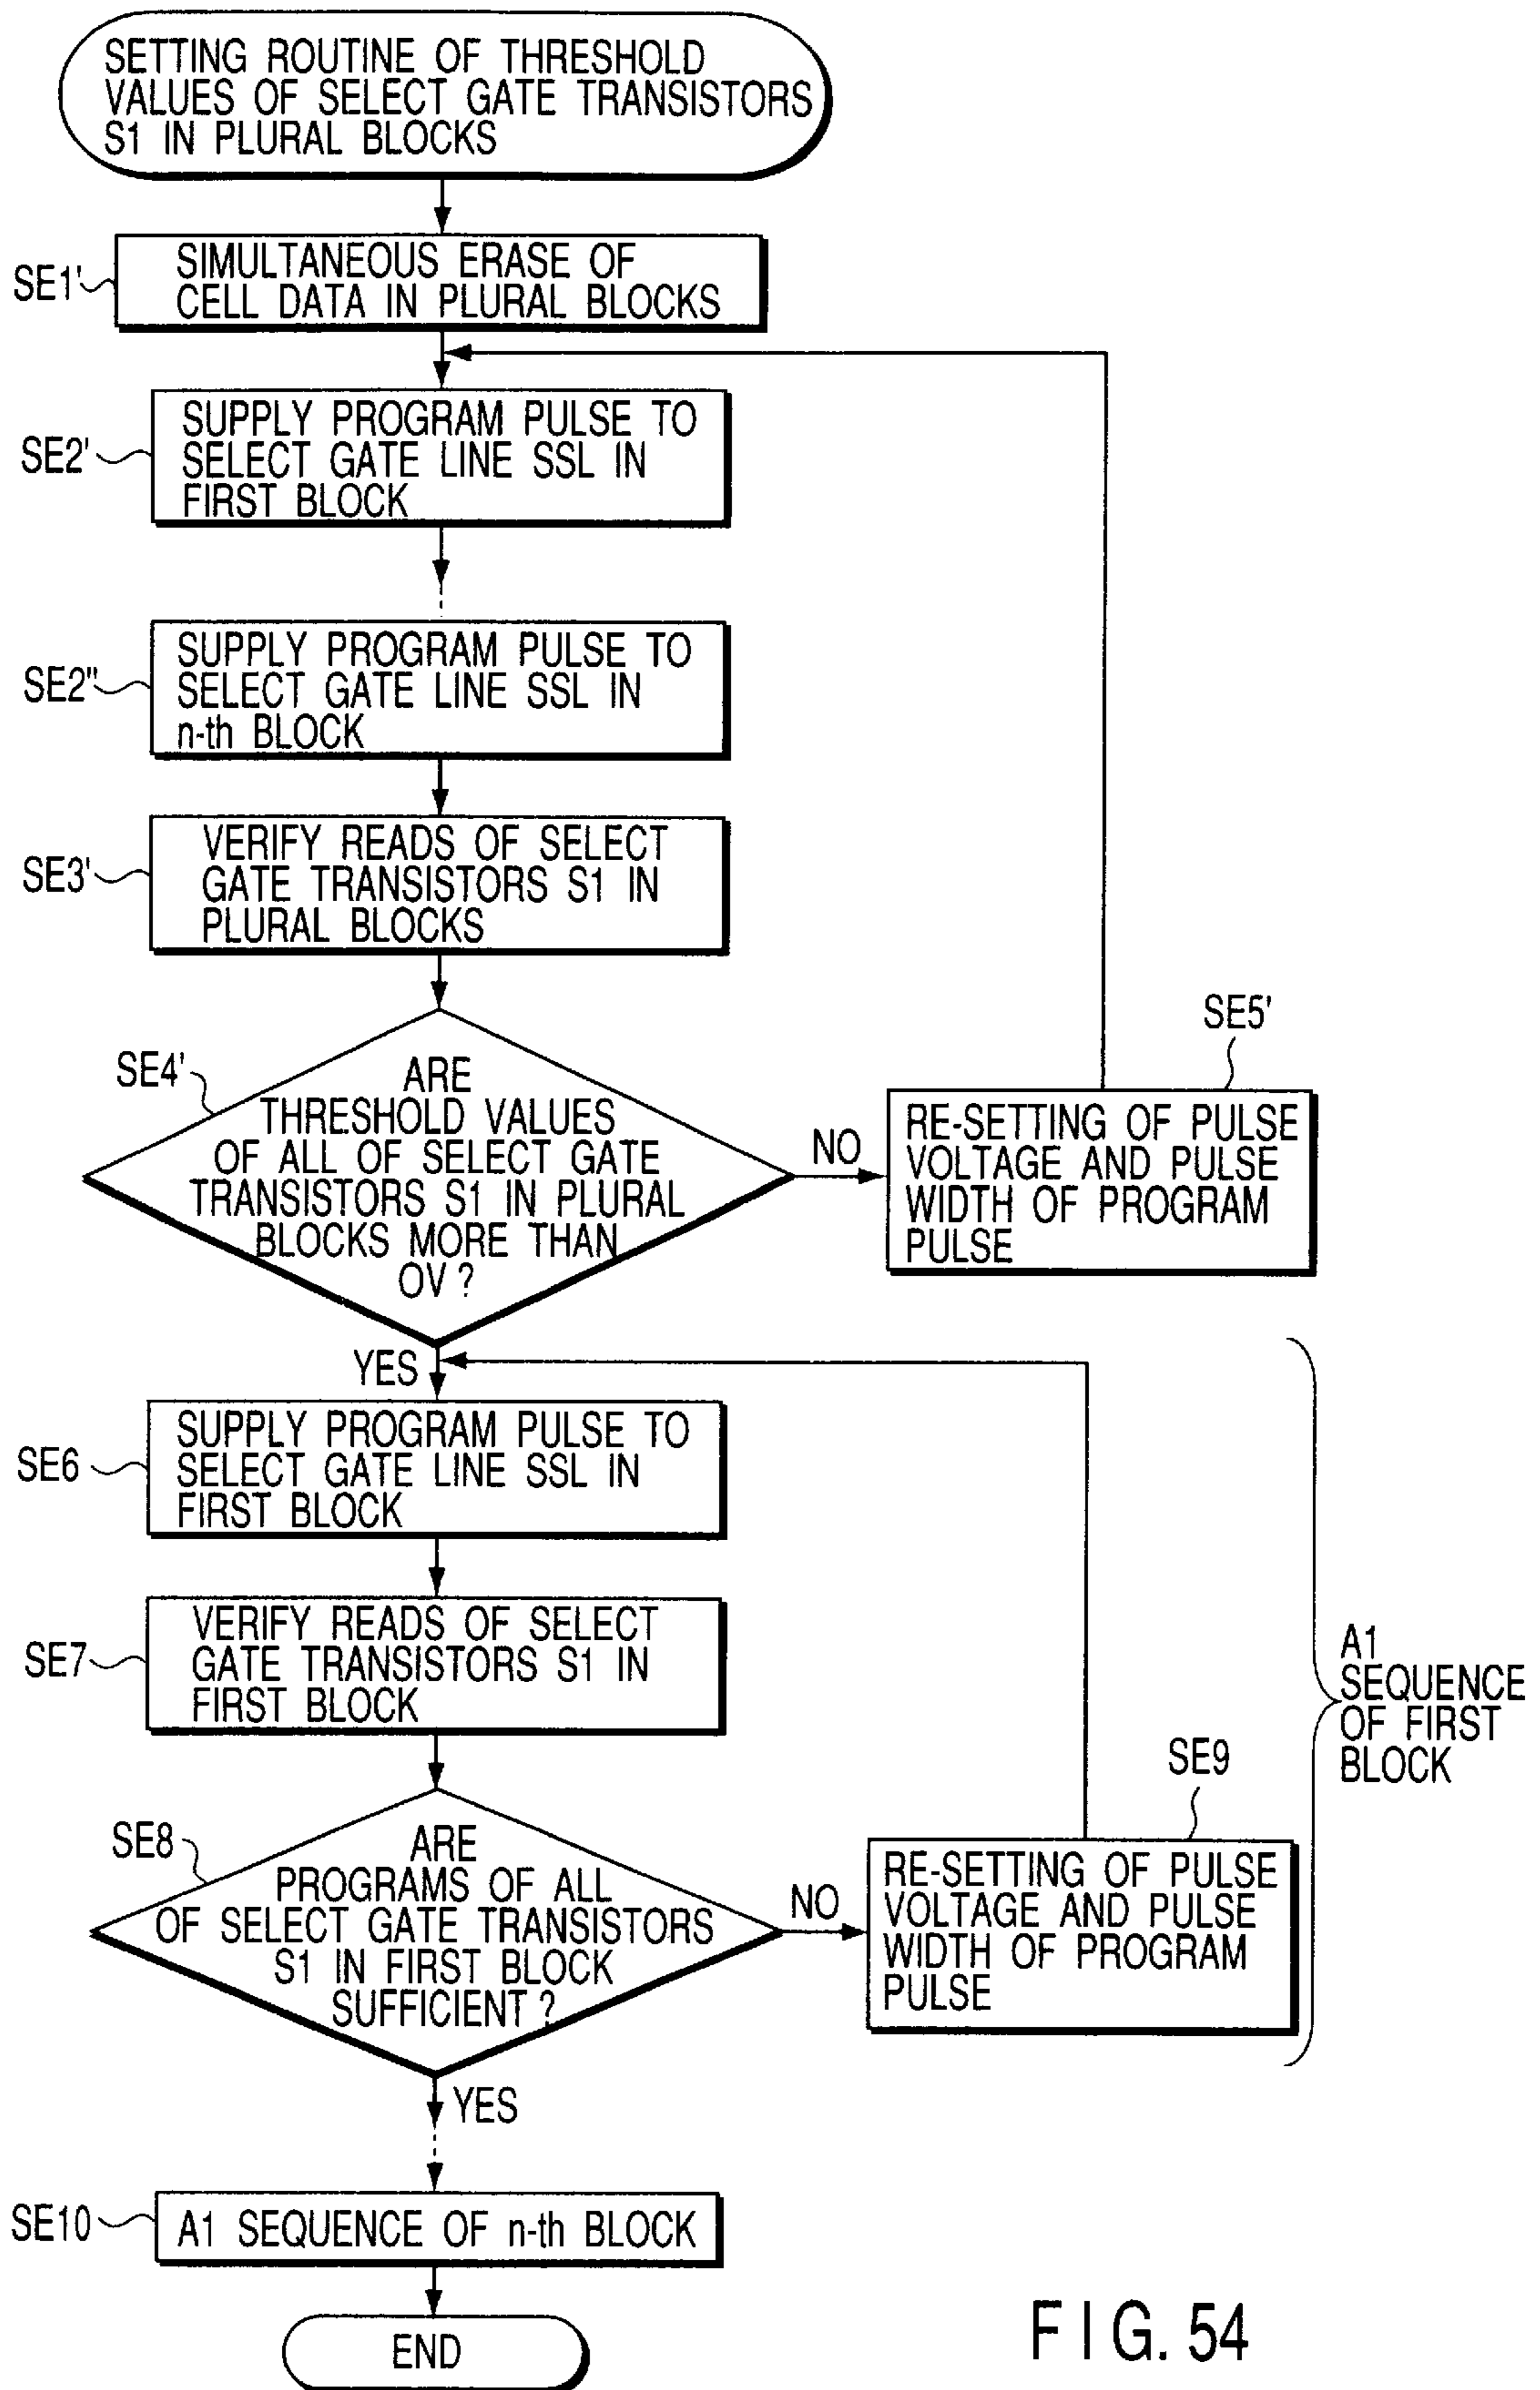 SETTING ROUTINE OF THRESHOLD
VALUES OF SELECT GATE TRANSISTORS
S1 IN PLURAL BLOCKS
SE1'
SIMULTANEOUS ERASE OF
CELL DATA IN PLURAL BLOCKS
SE2'
SUPPLY PROGRAM PULSE TO
SELECT GATE LINE SSL IN
FIRST BLOCK
SE2"
SUPPLY PROGRAM PULSE TO
SELECT GATE LINE SSL IN
n-th BLOCK
SE3'
VERIFY READS OF SELECT
GATE TRANSISTORS S1 IN
PLURAL BLOCKS
SE4'
ARE
THRESHOLD VALUES
OF ALL OF SELECT GATE
TRANSISTORS S1 IN PLURAL
BLOCKS MORE THAN
0V ?
NO
SE5'
RE-SETTING OF PULSE
VOLTAGE AND PULSE
WIDTH OF PROGRAM
PULSE
YES
SE6
SUPPLY PROGRAM PULSE TO
SELECT GATE LINE SSL IN
FIRST BLOCK
SE7
VERIFY READS OF SELECT
GATE TRANSISTORS S1 IN
FIRST BLOCK
SE8
ARE
PROGRAMS OF ALL
OF SELECT GATE TRANSISTORS
S1 IN FIRST BLOCK
SUFFICIENT ?
NO
SE9
RE-SETTING OF PULSE
VOLTAGE AND PULSE
WIDTH OF PROGRAM
PULSE
A1
SEQUENCE
OF FIRST
BLOCK
YES
SE10
A1 SEQUENCE OF n-th BLOCK
END
FIG. 54